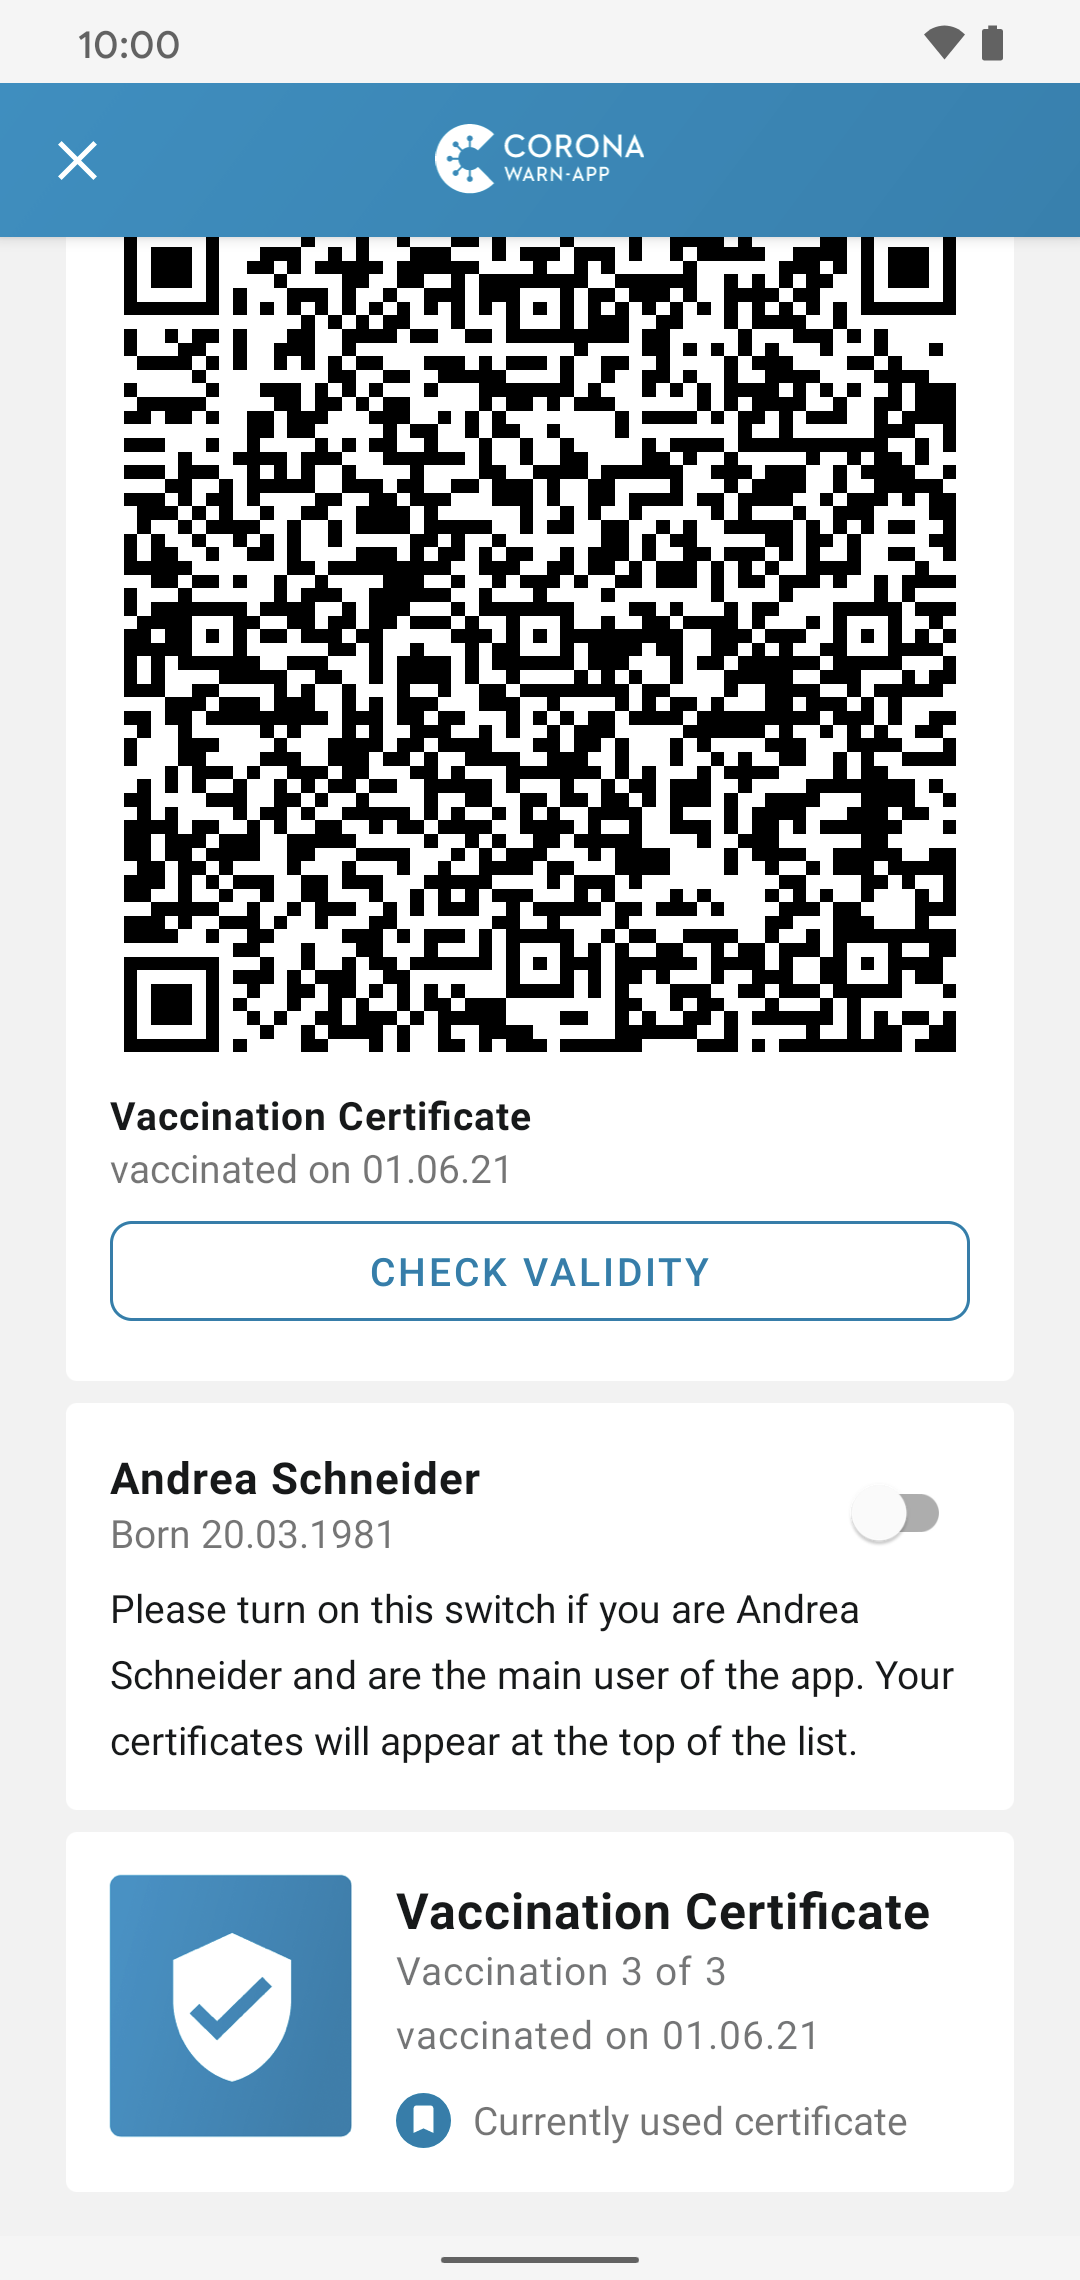 10:00
CORONA
WARN-APP
Vaccination Certificate
vaccinated on 01.06.21
CHECK VALIDITY
Andrea Schneider
Born 20.03.1981
Please turn on this switch if you are Andrea
Schneider and are the main user of the app. Your
certificates will appear at the top of the list.
Vaccination Certificate
Vaccination 3 of 3
vaccinated on 01.06.21
Currently used certificate